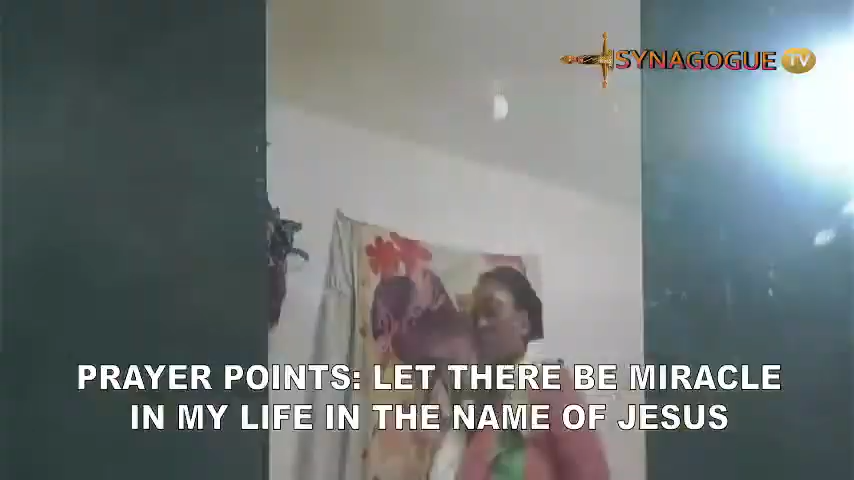 SYNAGOGUE TV
PRAYER POINTS: LET THERE BE MIRACLE
IN MY LIFE IN THE NAME OF JESUS